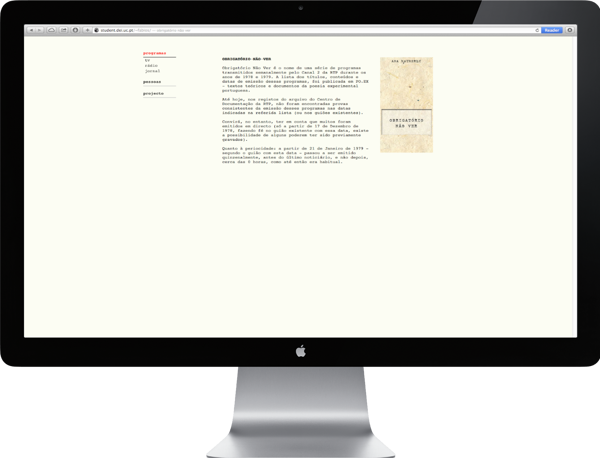 student.dei.uc.pt
Reader
programas
tv
rádio
jornal
pessoas
projecto
OBRIGATÓRIO NÃO VER
Obrigatório Não Ver é o nome de uma série de programas
transmitidos semanalmente pelo Canal 2 da RTP durante os
anos de 1978 e 1979. A lista dos títulos, conteúdos e
datas de emissão desses programas, foi publicada em PO.EX
- textos teóricos e documentos da poesia experimental
portuguesa.
Até hoje, nos registos do arquivo do Centro de
Documentação da RTP, não foram encontradas provas
consistentes da emissão desses programas nas datas
indicadas na referida lista (ou seus guiões existentes).
Convirá, no entanto, ter em conta que muitos foram
emitidos em directo (só a partir de 17 de Dezembro de
1978, fazendo fé no guião existente com essa data, existe
a possibilidade de alguns poderem ter sido previamente
gravados).
Quanto à periocidade: a partir de 21 de Janeiro de 1979 -
segundo o guião com esta data - passou a ser emitido
quinzenalmente, antes do último noticiário, e não depois,
cerca das 0 horas, como até então era habitual.
ANA HATHERLY
OBRIGATÓRIO
NÃO VER